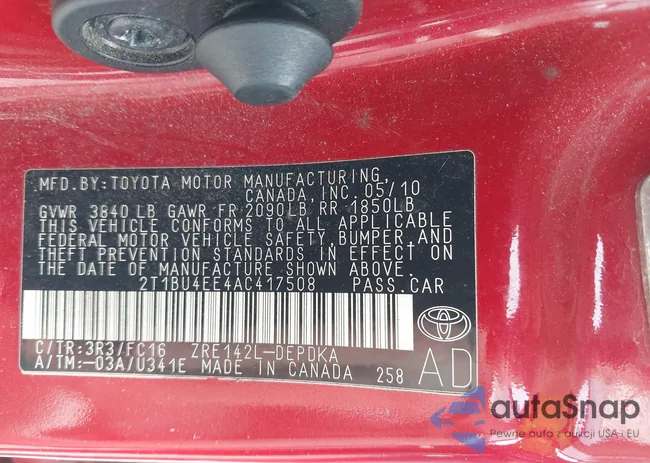 MFD.BY:TOYOTA MOTOR MANUFACTURING,
CANADA, INC. 05/10
GVWR 3840 LB GAWR FR 2090LB RR 1850LB
THIS VEHICLE CONFORMS TO ALL APPLICABLE
FEDERAL MOTOR VEHICLE SAFETY, BUMPER, AND
THEFT PREVENTION STANDARDS IN EFFECT ON
THE DATE OF MANUFACTURE SHOWN ABOVE.
2T1BU4EE4AC417508 PASS.CAR
C/TR:3R3/FC16 ZRE142L-DEPDKA
A/TM:-03A/U341E MADE IN CANADA 258
AD
autaSnap
Pewne auta z aukcji USA i EU